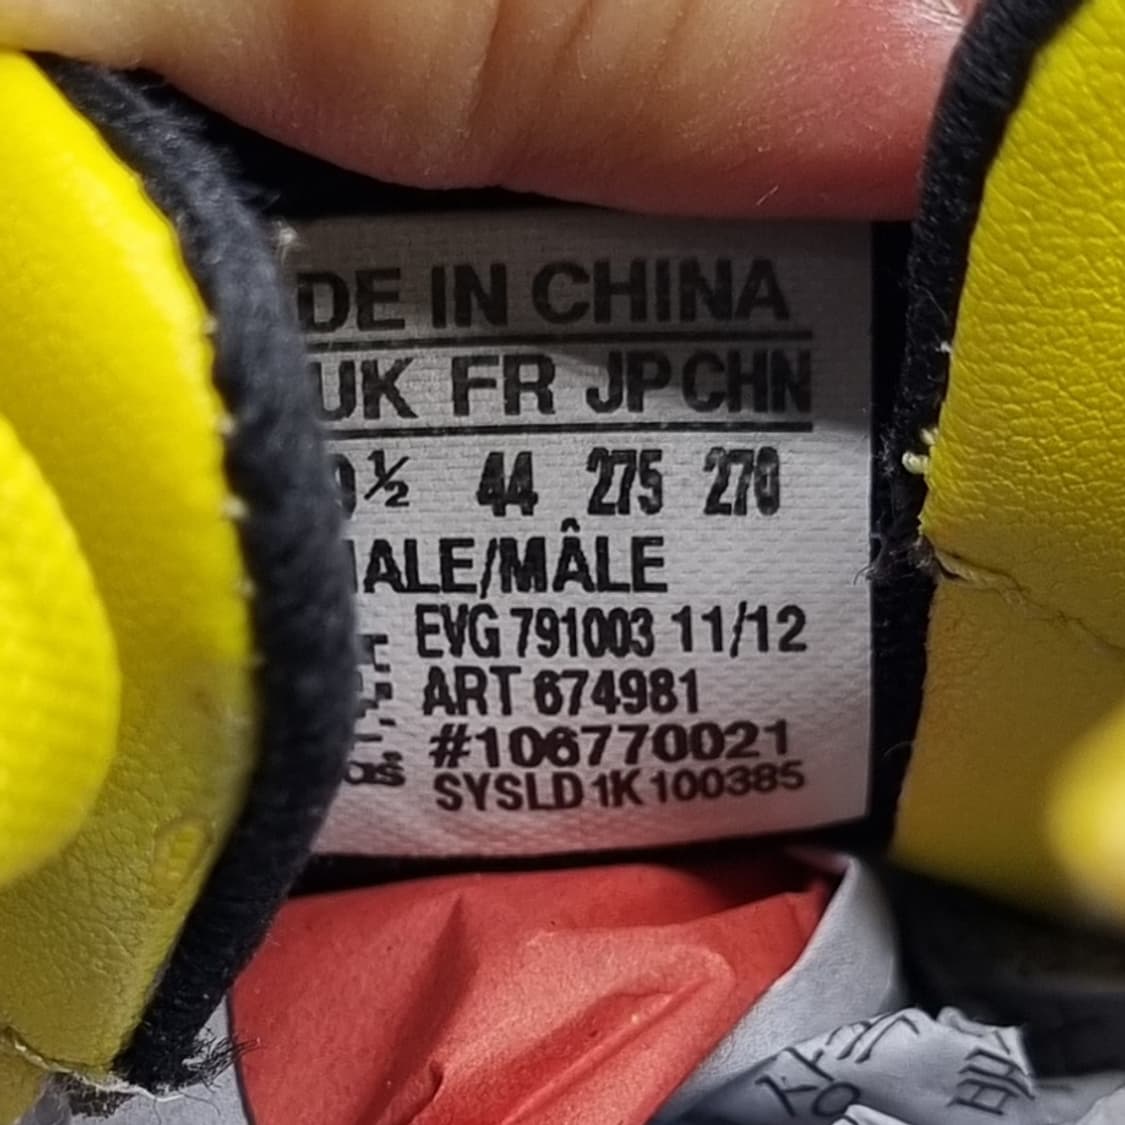 DE IN CHINA
UK FR JP CHN
½ 44 275 270
ALE/MÂLE
EVG 791003 11/12
ART 674981
#106770021
as SYSLD 1K 100385